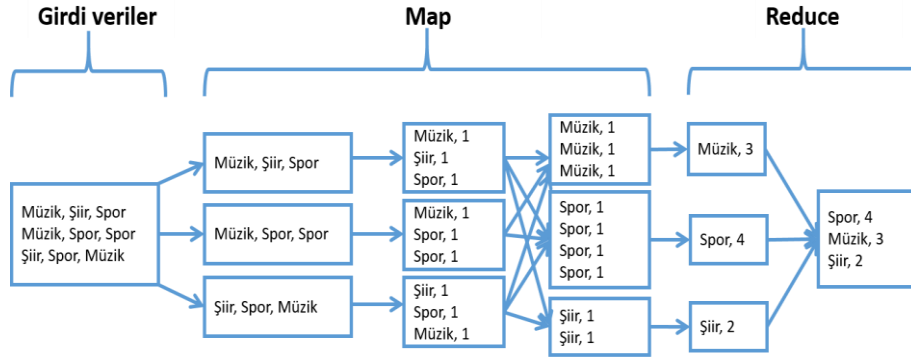 Girdi veriler
Map
Reduce
Müzik, Şiir, Spor
Müzik, Spor, Spor
Şiir, Spor, Müzik
Müzik, Şiir, Spor
Müzik, Spor, Spor
Şiir, Spor, Müzik
Müzik, 1
Şiir, 1
Spor, 1
Müzik, 1
Spor, 1
Spor, 1
Şiir, 1
Spor, 1
Müzik, 1
Müzik, 1
Müzik, 1
Müzik, 1
Spor, 1
Spor, 1
Spor, 1
Spor, 1
Şiir, 1
Şiir, 1
Müzik, 3
Spor, 4
Şiir, 2
Spor, 4
Müzik, 3
Şiir, 2